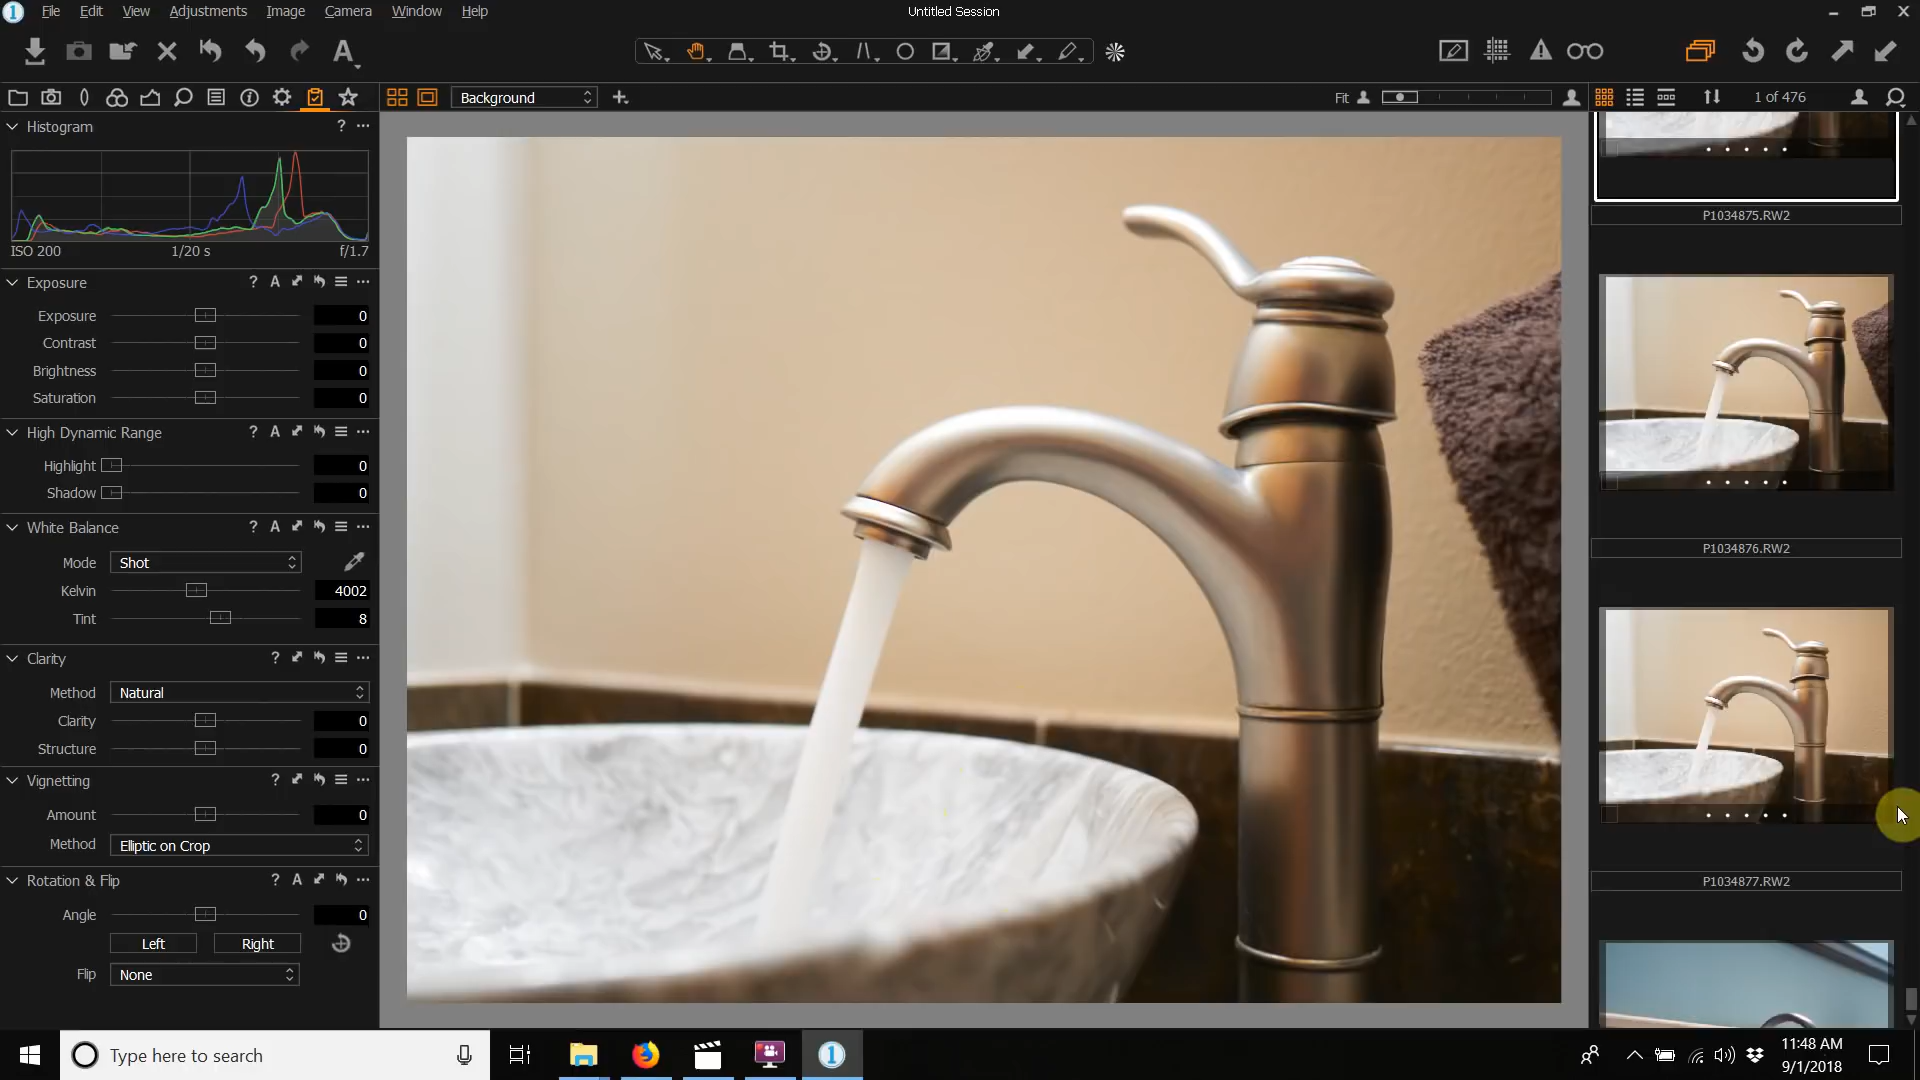 File Edit View Adjustments Image Camera Window Help
Untitled Session
A
Background
Fit
1 of 476
Histogram ?
ISO 200 1/20 s f/1.7
Exposure ? A
Exposure 0
Contrast 0
Brightness 0
Saturation 0
High Dynamic Range ? A
Highlight 0
Shadow 0
White Balance ? A
Mode Shot
Kelvin 4002
Tint 8
Clarity ?
Method Natural
Clarity 0
Structure 0
Vignetting ?
Amount 0
Method Elliptic on Crop
Rotation & Flip ? A
Angle 0
Left Right
Flip None
P1034875.RW2
P1034876.RW2
P1034877.RW2
Type here to search
1
11:48 AM
9/1/2018